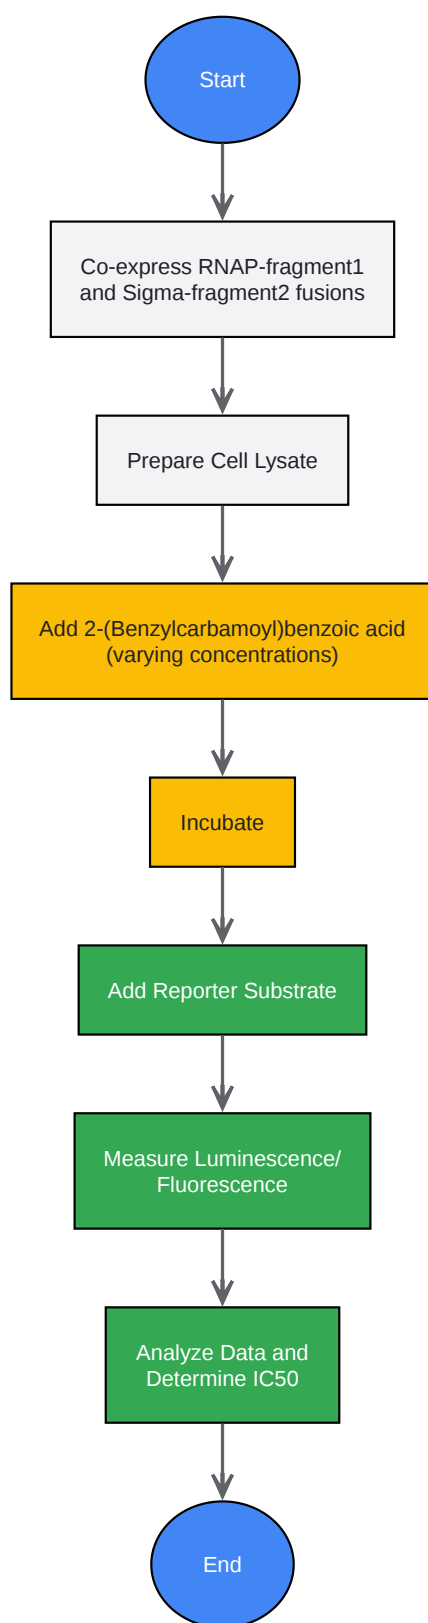 Start
Co-express RNAP-fragment1
and Sigma-fragment2 fusions
Prepare Cell Lysate
Add 2-(Benzylcarbamoyl)benzoic acid
(varying concentrations)
Incubate
Add Reporter Substrate
Measure Luminescence/
Fluorescence
Analyze Data and
Determine IC50
End